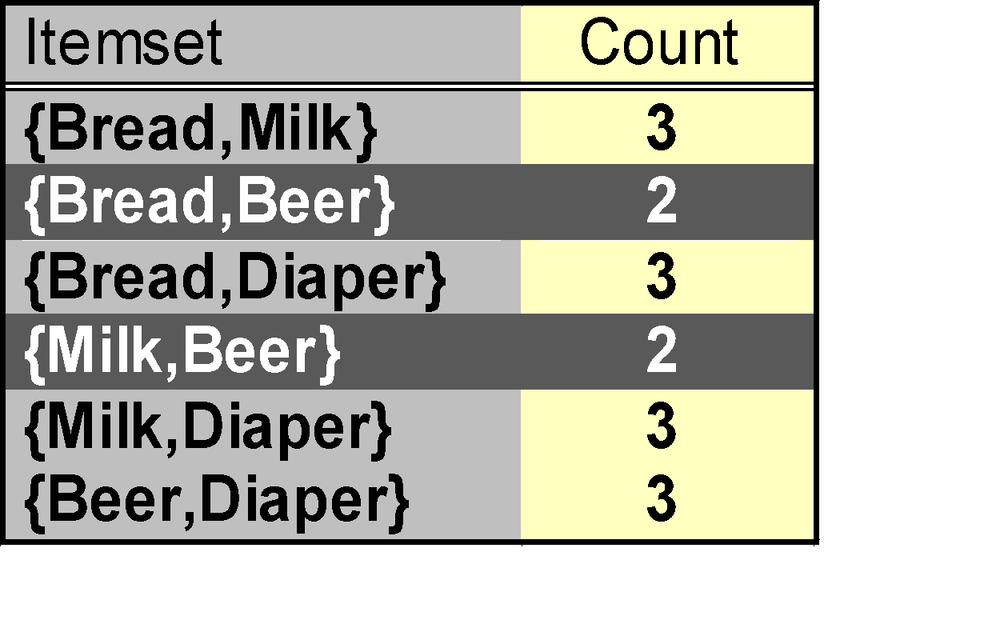 Itemset Count
{Bread,Milk} 3
{Bread,Beer} 2
{Bread,Diaper} 3
{Milk,Beer} 2
{Milk,Diaper} 3
{Beer,Diaper} 3